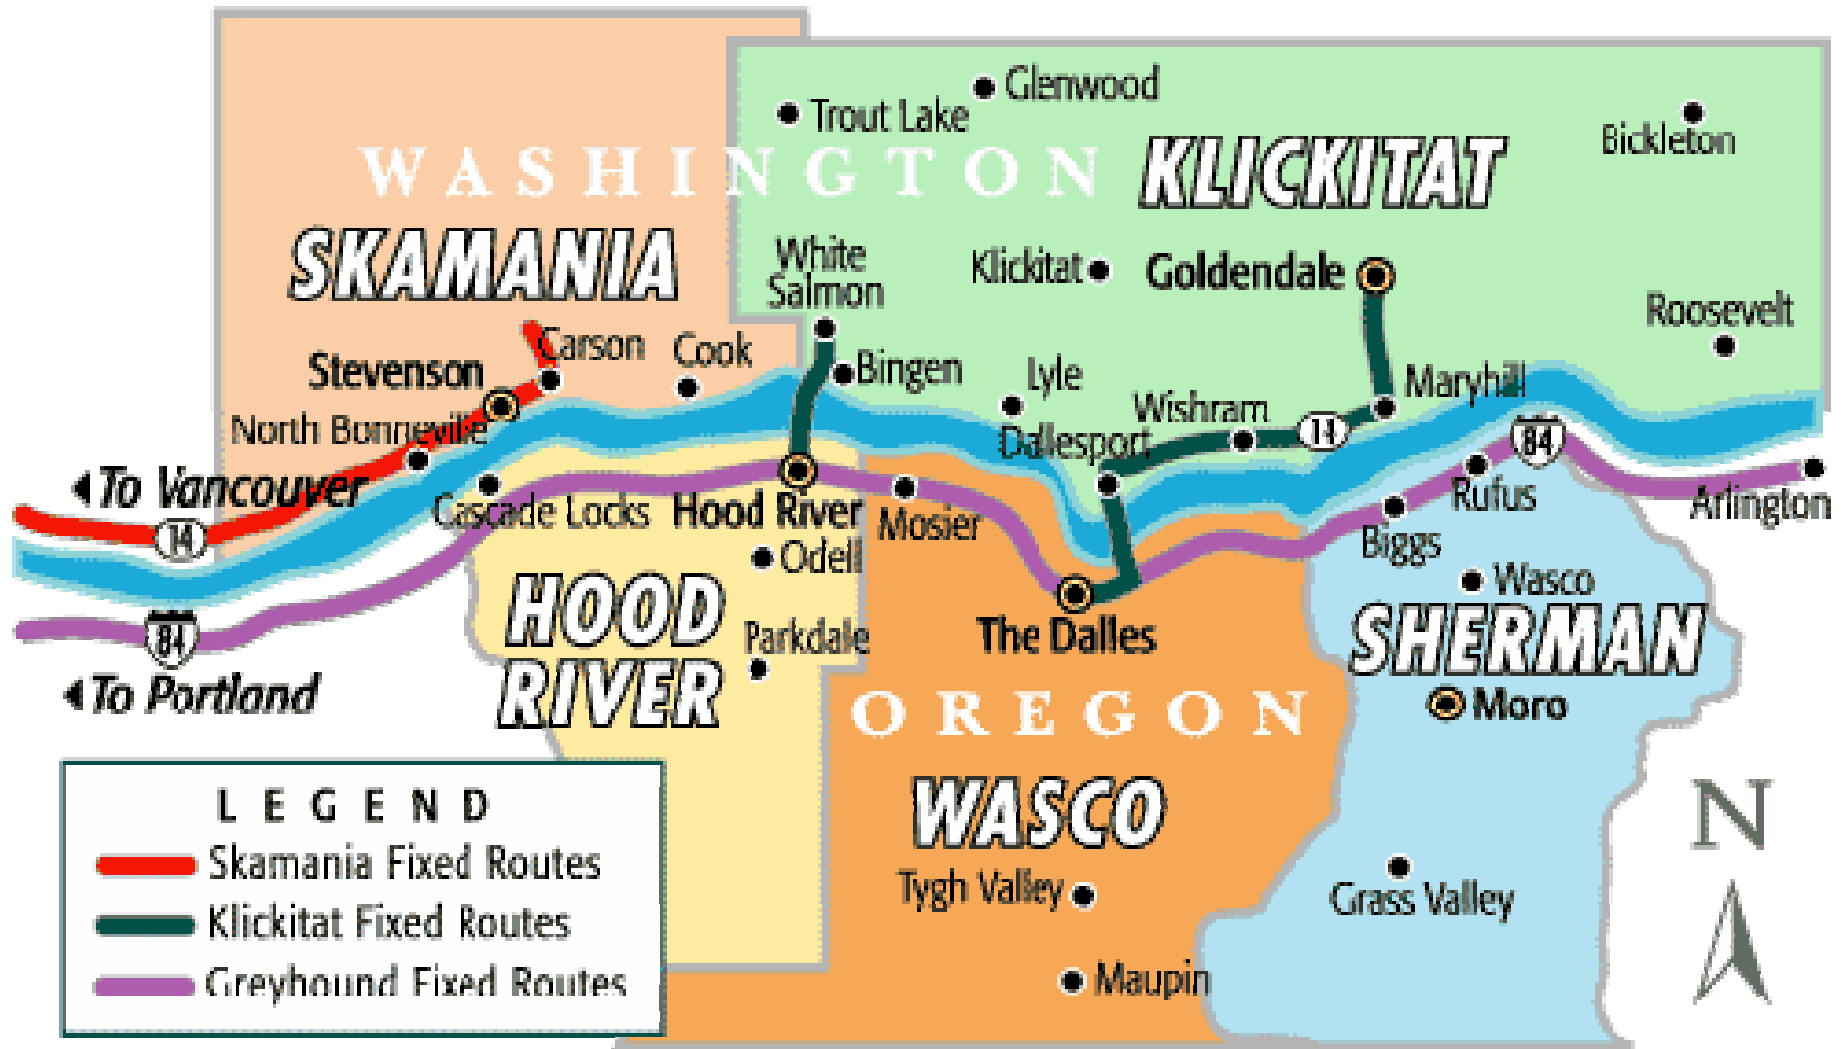 Glenwood
Trout Lake
Bickleton
WASHINGTON
KLICKITAT
SKAMANIA
White
Salmon
Klickitat
Goldendale
Roosevelt
Carson
Cook
Stevenson
Bingen
Lyle
Maryhill
North Bonneville
Wishram
14
Dallesport
84
To Vancouver
Cascade Locks
Hood River
Mosier
Rufus
Arlington
14
Biggs
Odell
Wasco
HOOD
RIVER
84
Parkdale
The Dalles
SHERMAN
To Portland
OREGON
Moro
WASCO
N
LEGEND
Skamania Fixed Routes
Klickitat Fixed Routes
Greyhound Fixed Routes
Tygh Valley
Grass Valley
Maupin